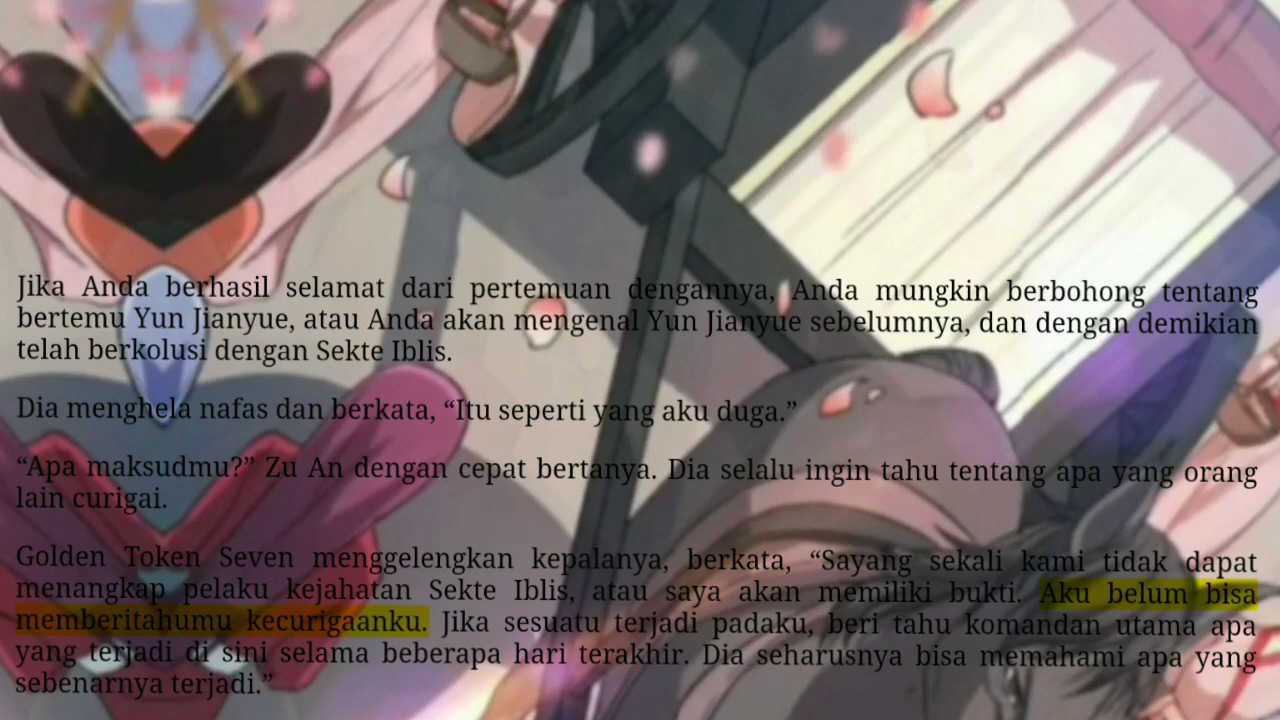 Jika Anda berhasil selamat dari pertemuan dengannya, Anda mungkin berbohong tentang
bertemu Yun Jianyue, atau Anda akan mengenal Yun Jianyue sebelumnya, dan dengan demikian
telah berkolusi dengan Sekte Iblis.
Dia menghela nafas dan berkata, “Itu seperti yang aku duga.”
“Apa maksudmu?” Zu An dengan cepat bertanya. Dia selalu ingin tahu tentang apa yang orang
lain curigai.
Golden Token Seven menggelengkan kepalanya, berkata, “Sayang sekali kami tidak dapat
menangkap pelaku kejahatan Sekte Iblis, atau saya akan memiliki bukti. Aku belum bisa
memberitahumu kecurigaanku. Jika sesuatu terjadi padaku, beri tahu komandan utama apa
yang terjadi di sini selama beberapa hari terakhir. Dia seharusnya bisa memahami apa yang
sebenarnya terjadi.”